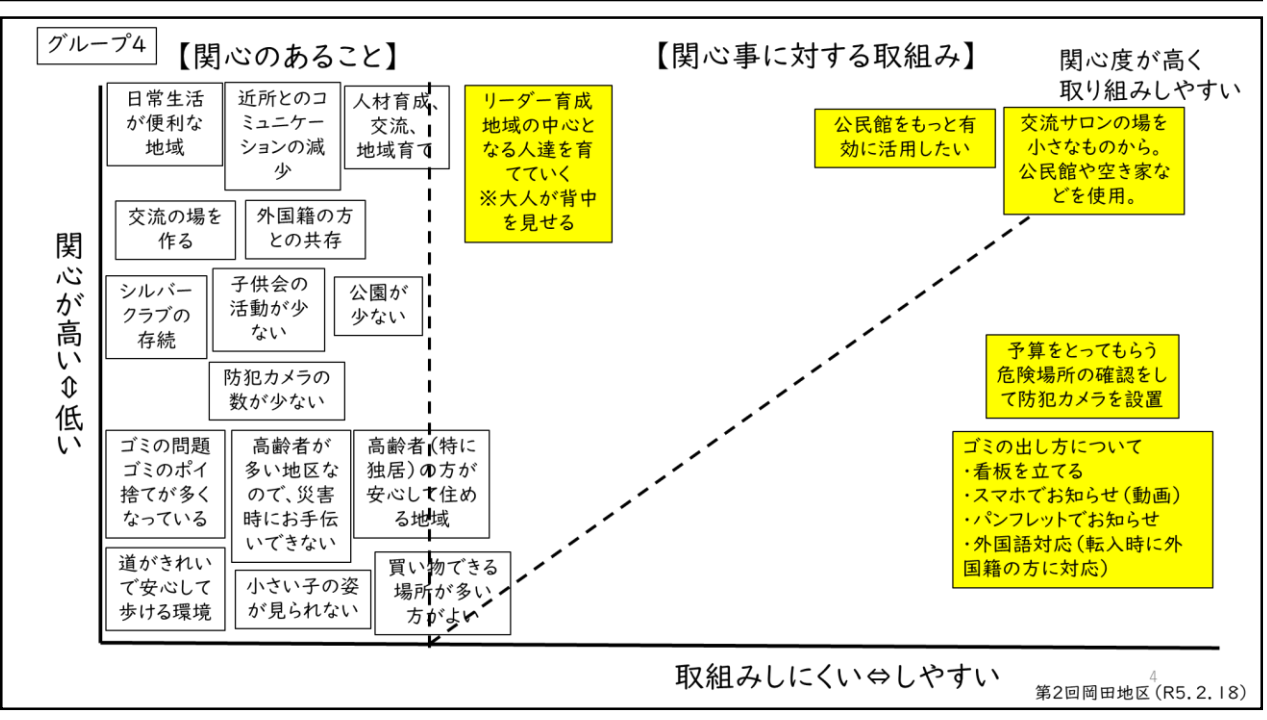 グループ4
【関心のあること】
【関心事に対する取組み】
関心度が高く
取り組みしやすい
関心が高い⇔低い
日常生活
が便利な
地域
近所とのコ
ミュニケー
ションの減
少
人材育成、
交流、
地域育て
リーダー育成
地域の中心と
なる人達を育
てていく
※大人が背中
を見せる
公民館をもっと有
効に活用したい
交流サロンの場を
小さなものから。
公民館や空き家な
どを使用。
交流の場を
作る
外国籍の方
との共存
シルバー
クラブの
存続
子供会の
活動が少
ない
公園が
少ない
防犯カメラの
数が少ない
予算をとってもらう
危険場所の確認をし
て防犯カメラを設置
ゴミの問題
ゴミのポイ
捨てが多く
なっている
高齢者が
多い地区な
ので、災害
時にお手伝
いできない
高齢者(特に
独居)の方が
安心して住め
る地域
ゴミの出し方について
・看板を立てる
・スマホでお知らせ(動画)
・パンフレットでお知らせ
・外国語対応(転入時に外
国籍の方に対応)
道がきれい
で安心して
歩ける環境
小さい子の姿
が見られない
買い物できる
場所が多い
方がよい
取組みしにくい⇔しやすい
4
第2回岡田地区(R5.2.18)